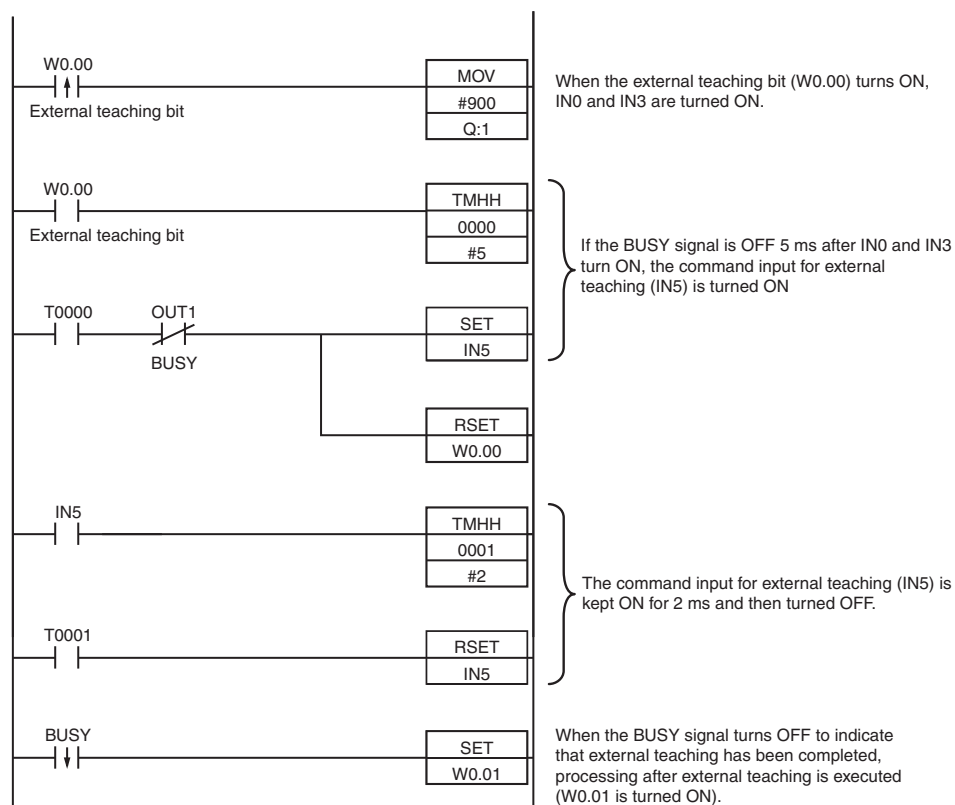 W0.00
External teaching bit
MOV
#900
Q:1
When the external teaching bit (W0.00) turns ON,
IN0 and IN3 are turned ON.
W0.00
External teaching bit
TMHH
0000
#5
If the BUSY signal is OFF 5 ms after IN0 and IN3
turn ON, the command input for external
teaching (IN5) is turned ON
T0000
OUT1
BUSY
SET
IN5
RSET
W0.00
IN5
TMHH
0001
#2
The command input for external teaching (IN5) is
kept ON for 2 ms and then turned OFF.
T0001
RSET
IN5
BUSY
SET
W0.01
When the BUSY signal turns OFF to indicate
that external teaching has been completed,
processing after external teaching is executed
(W0.01 is turned ON).